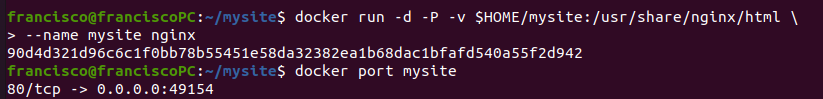 francisco@franciscoPC:~/mysite$ docker run -d -P -v $HOME/mysite:/usr/share/nginx/html \
> --name mysite nginx
90d4d321d96c6c1f0bb78b55451e58da32382ea1b68dac1bfafd540a55f2d942
francisco@franciscoPC:~/mysite$ docker port mysite
80/tcp -> 0.0.0.0:49154